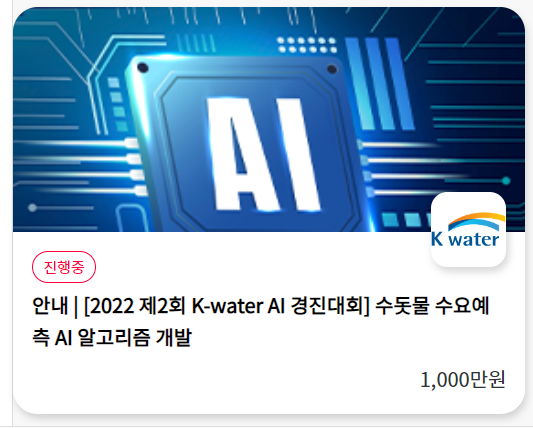 AI
K water
진행중
안내 | [2022 제2회 K-water AI 경진대회] 수돗물 수요예
측 AI 알고리즘 개발
1,000만원